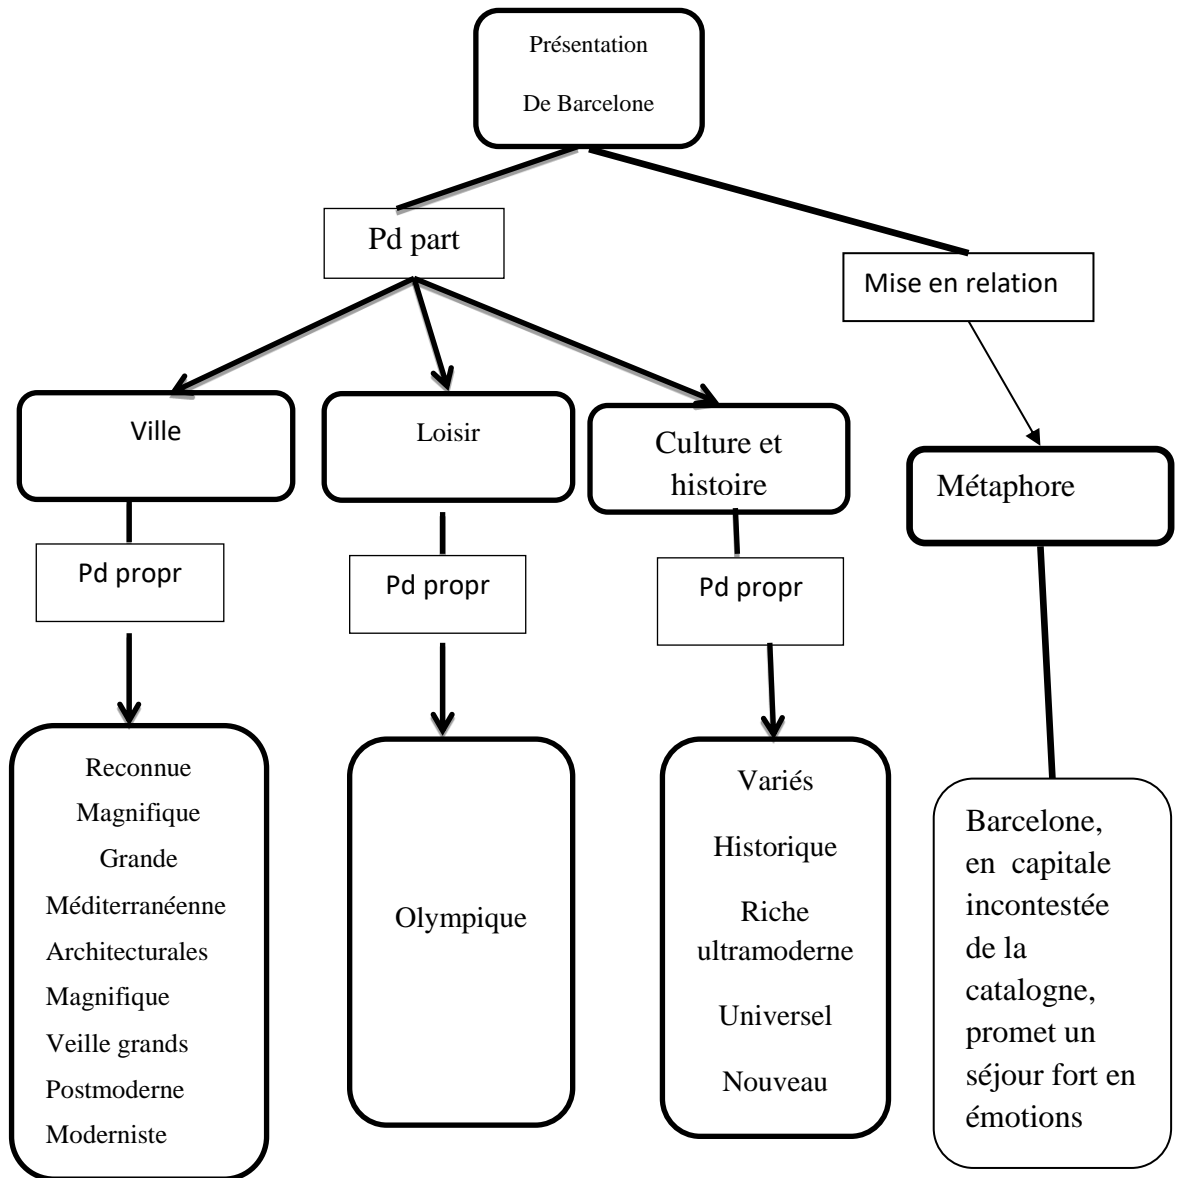 Présentation
De Barcelone
Pd part
Mise en relation
Ville
Loisir
Culture et
histoire
Métaphore
Pd propr
Pd propr
Pd propr
Reconnue
Magnifique
Grande
Méditerranéenne
Architecturales
Magnifique
Veille grands
Postmoderne
Moderniste
Olympique
Variés
Historique
Riche
ultramoderne
Universel
Nouveau
Barcelone,
en capitale
incontestée
de la
catalogne,
promet un
séjour fort en
émotions